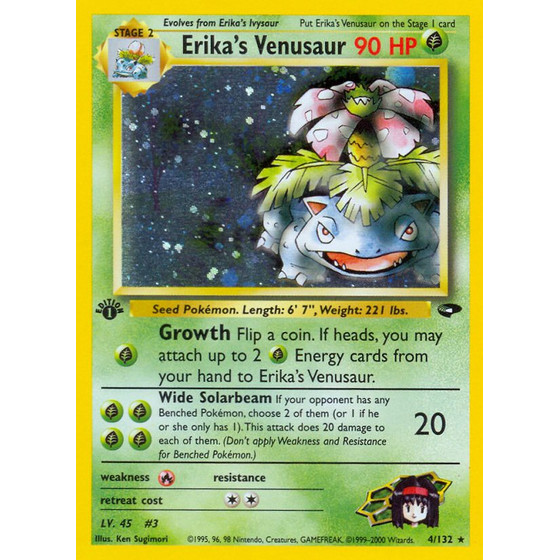 Evolves from Erika's Ivysaur Put Erika's Venusaur on the Stage 1 card
STAGE 2
Erika's Venusaur 90 HP
EDITION
1
Seed Pokémon. Length: 6' 7", Weight: 221 lbs.
Growth Flip a coin. If heads, you may
attach up to 2 Energy cards from
your hand to Erika's Venusaur.
Wide Solarbeam If your opponent has any
Benched Pokémon, choose 2 of them (or 1 if he
or she only has 1). This attack does 20 damage to
each of them. (Don't apply Weakness and Resistance
for Benched Pokémon.)
20
weakness resistance
retreat cost
LV. 45 #3
Illus. Ken Sugimori ©1995, 96, 98 Nintendo, Creatures, GAMEFREAK. ©1999-2000 Wizards. 4/132 ★